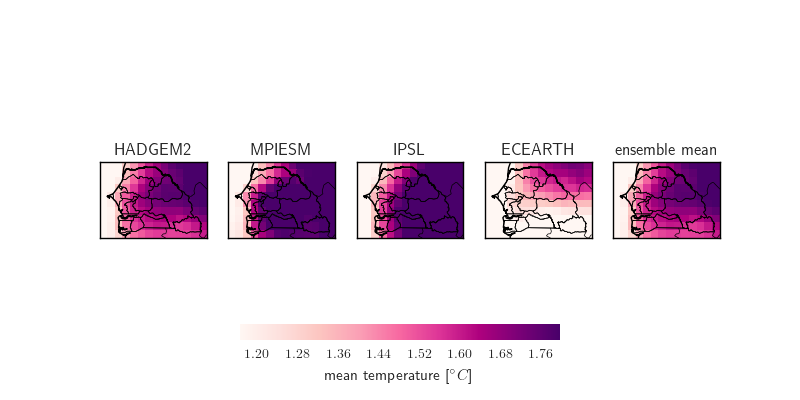 HADGEM2 MPIESM IPSL ECEARTH ensemble mean
1.20 1.28 1.36 1.44 1.52 1.60 1.68 1.76
mean temperature [°C]